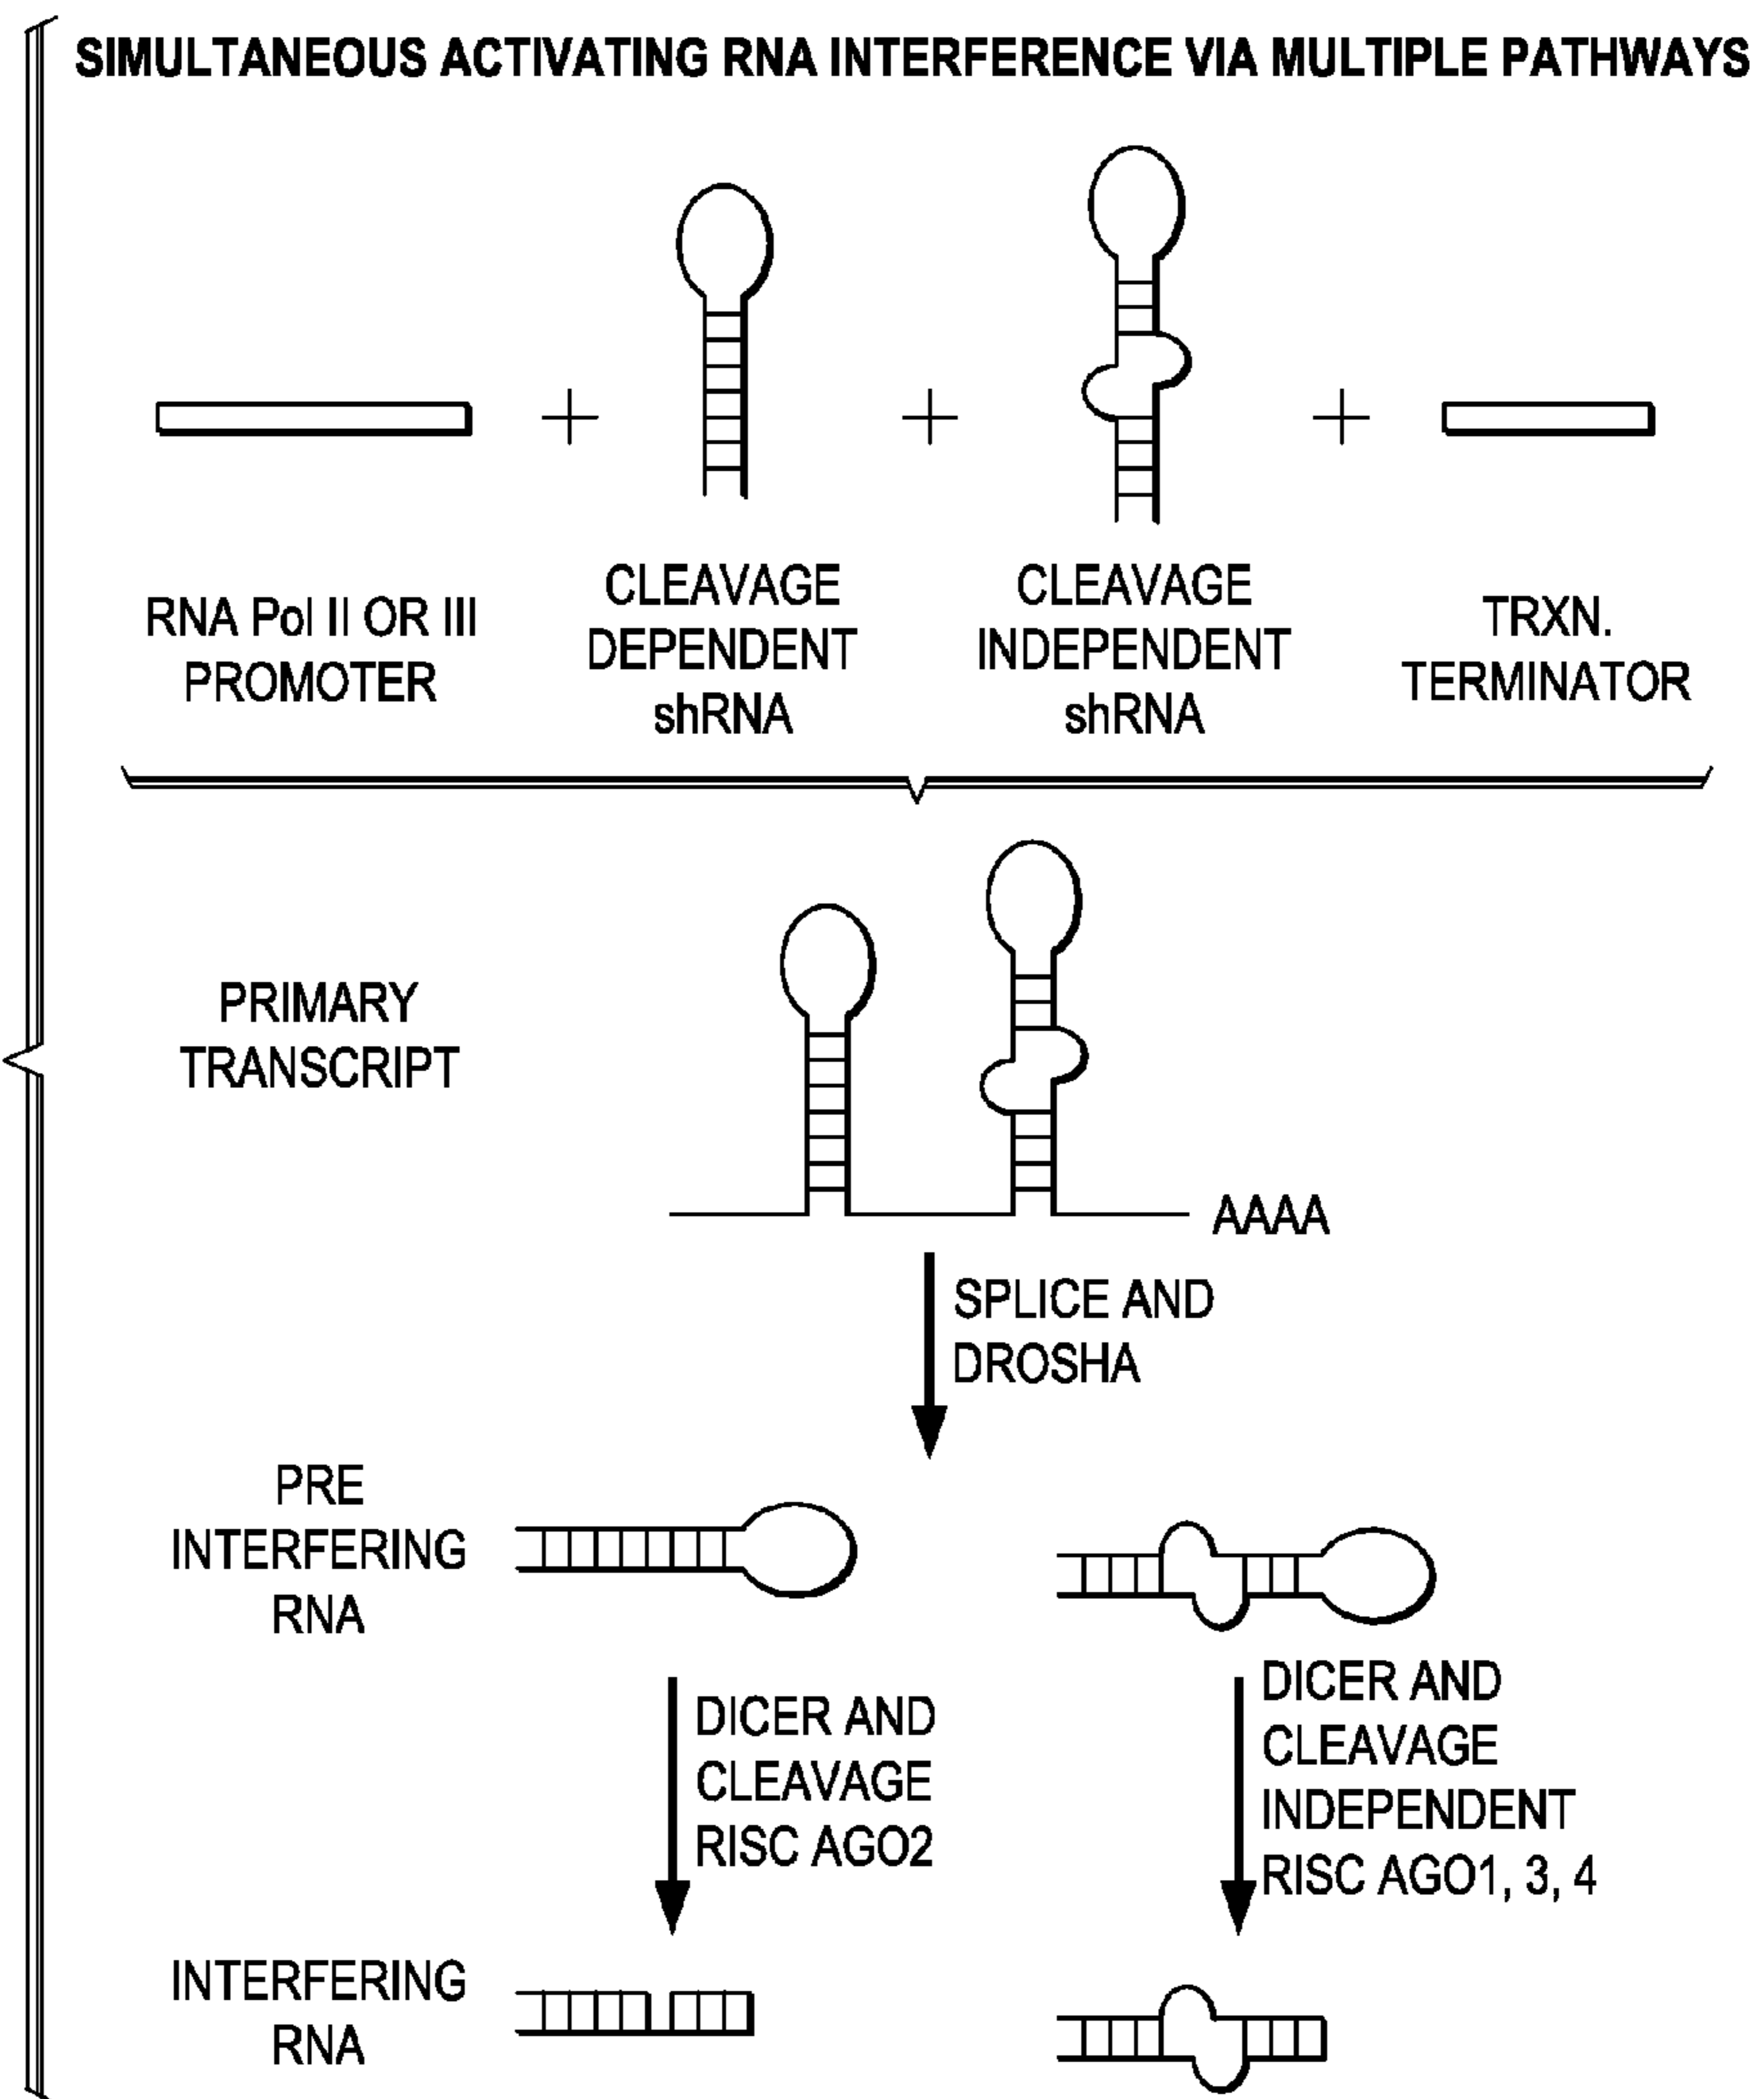 SIMULTANEOUS ACTIVATING RNA INTERFERENCE VIA MULTIPLE PATHWAYS
RNA Pol II OR III
PROMOTER
CLEAVAGE
DEPENDENT
shRNA
CLEAVAGE
INDEPENDENT
shRNA
TRXN.
TERMINATOR
PRIMARY
TRANSCRIPT
AAAA
SPLICE AND
DROSHA
PRE
INTERFERING
RNA
DICER AND
CLEAVAGE
RISC AGO2
DICER AND
CLEAVAGE
INDEPENDENT
RISC AGO1, 3, 4
INTERFERING
RNA